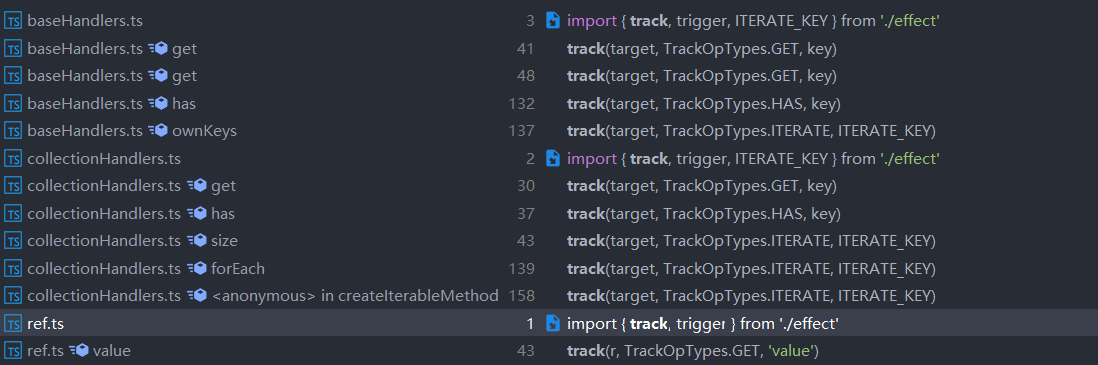 TS baseHandlers.ts 3 import { track, trigger, ITERATE_KEY } from './effect'
TS baseHandlers.ts get 41 track(target, TrackOpTypes.GET, key)
TS baseHandlers.ts get 48 track(target, TrackOpTypes.GET, key)
TS baseHandlers.ts has 132 track(target, TrackOpTypes.HAS, key)
TS baseHandlers.ts ownKeys 137 track(target, TrackOpTypes.ITERATE, ITERATE_KEY)
TS collectionHandlers.ts 2 import { track, trigger, ITERATE_KEY } from './effect'
TS collectionHandlers.ts get 30 track(target, TrackOpTypes.GET, key)
TS collectionHandlers.ts has 37 track(target, TrackOpTypes.HAS, key)
TS collectionHandlers.ts size 43 track(target, TrackOpTypes.ITERATE, ITERATE_KEY)
TS collectionHandlers.ts forEach 139 track(target, TrackOpTypes.ITERATE, ITERATE_KEY)
TS collectionHandlers.ts <anonymous> in createIterableMethod 158 track(target, TrackOpTypes.ITERATE, ITERATE_KEY)
TS ref.ts 1 import { track, trigger } from './effect'
TS ref.ts value 43 track(r, TrackOpTypes.GET, 'value')